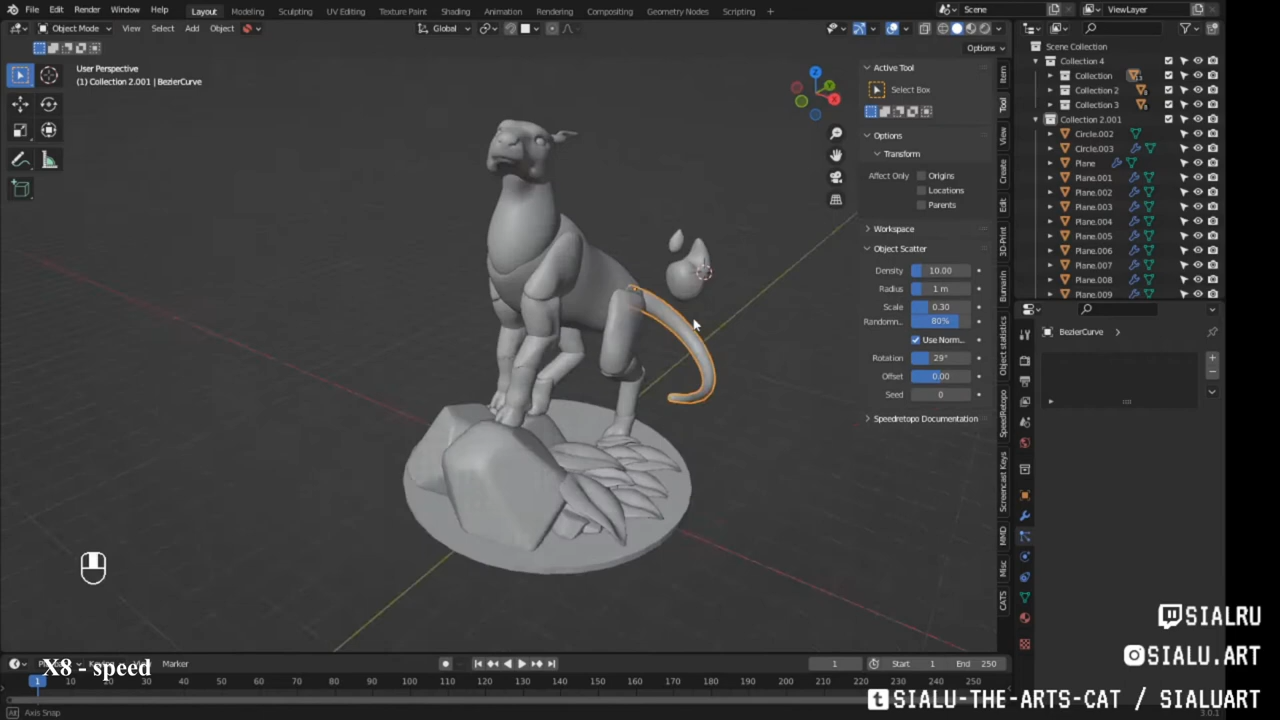 File Edit Render Window Help Layout Modeling Sculpting UV Editing Texture Paint Shading Animation Rendering Compositing Geometry Nodes Scripting + Scene ViewLayer
Object Mode View Select Add Object Global
Options
User Perspective
(1) Collection 2.001 | BezierCurve
Z
Y
X
Active Tool
Select Box
Options
Transform
Affect Only Origins
Locations
Parents
Workspace
Object Scatter
Density 10.00
Radius 1 m
Scale 0.30
Randomn... 80%
Use Norm...
Rotation 29°
Offset 0.00
Seed 0
Speedretopo Documentation
Item
Tool
View
Create
Edit
3D-Print
Object statistics
SpeedRetopo
Screencast Keys
MMD
Misc
CATS
Scene Collection
Collection 4
Collection
Collection 2
Collection 3
Collection 2.001
Circle.002
Circle.003
Plane
Plane.001
Plane.002
Plane.003
Plane.004
Plane.005
Plane.006
Plane.007
Plane.008
Plane.009
BezierCurve
X8 - speed
Marker
1 Start 1 End 250
1 10 20 30 40 50 60 70 80 90 100 110 120 130 140 150 160 170 180 190 200 210 220 230 240 250
Axis Snap
3.0.1
SIALRU
SIALU.ART
SIALU-THE-ARTS-CAT / SIALUART